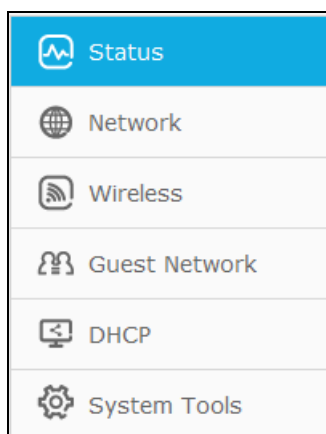 Status
Network
Wireless
Guest Network
DHCP
System Tools